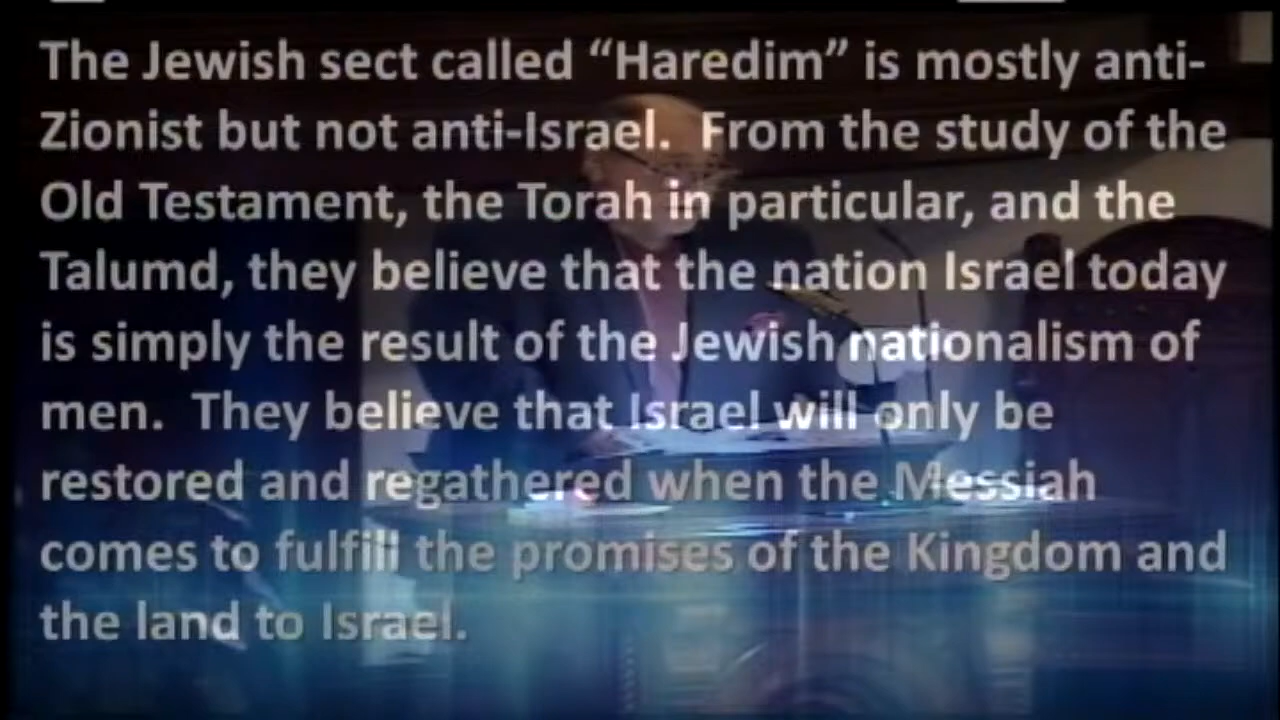 The Jewish sect called “Haredim” is mostly anti-
Zionist but not anti-Israel.  From the study of the
Old Testament, the Torah in particular, and the
Talumd, they believe that the nation Israel today
is simply the result of the Jewish nationalism of
men.  They believe that Israel will only be
restored and regathered when the Messiah
comes to fulfill the promises of the Kingdom and
the land to Israel.